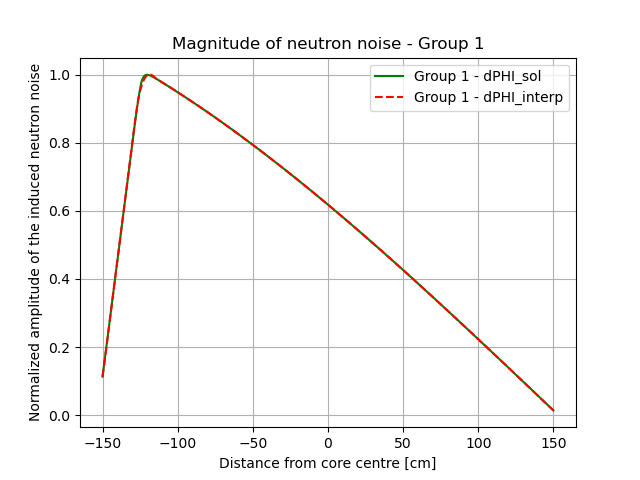 Magnitude of neutron noise - Group 1
Normalized amplitude of the induced neutron noise
1.0
0.8
0.6
0.4
0.2
0.0
Group 1 - dPHI_sol
Group 1 - dPHI_interp
−150
−100
−50
0
50
100
150
Distance from core centre [cm]